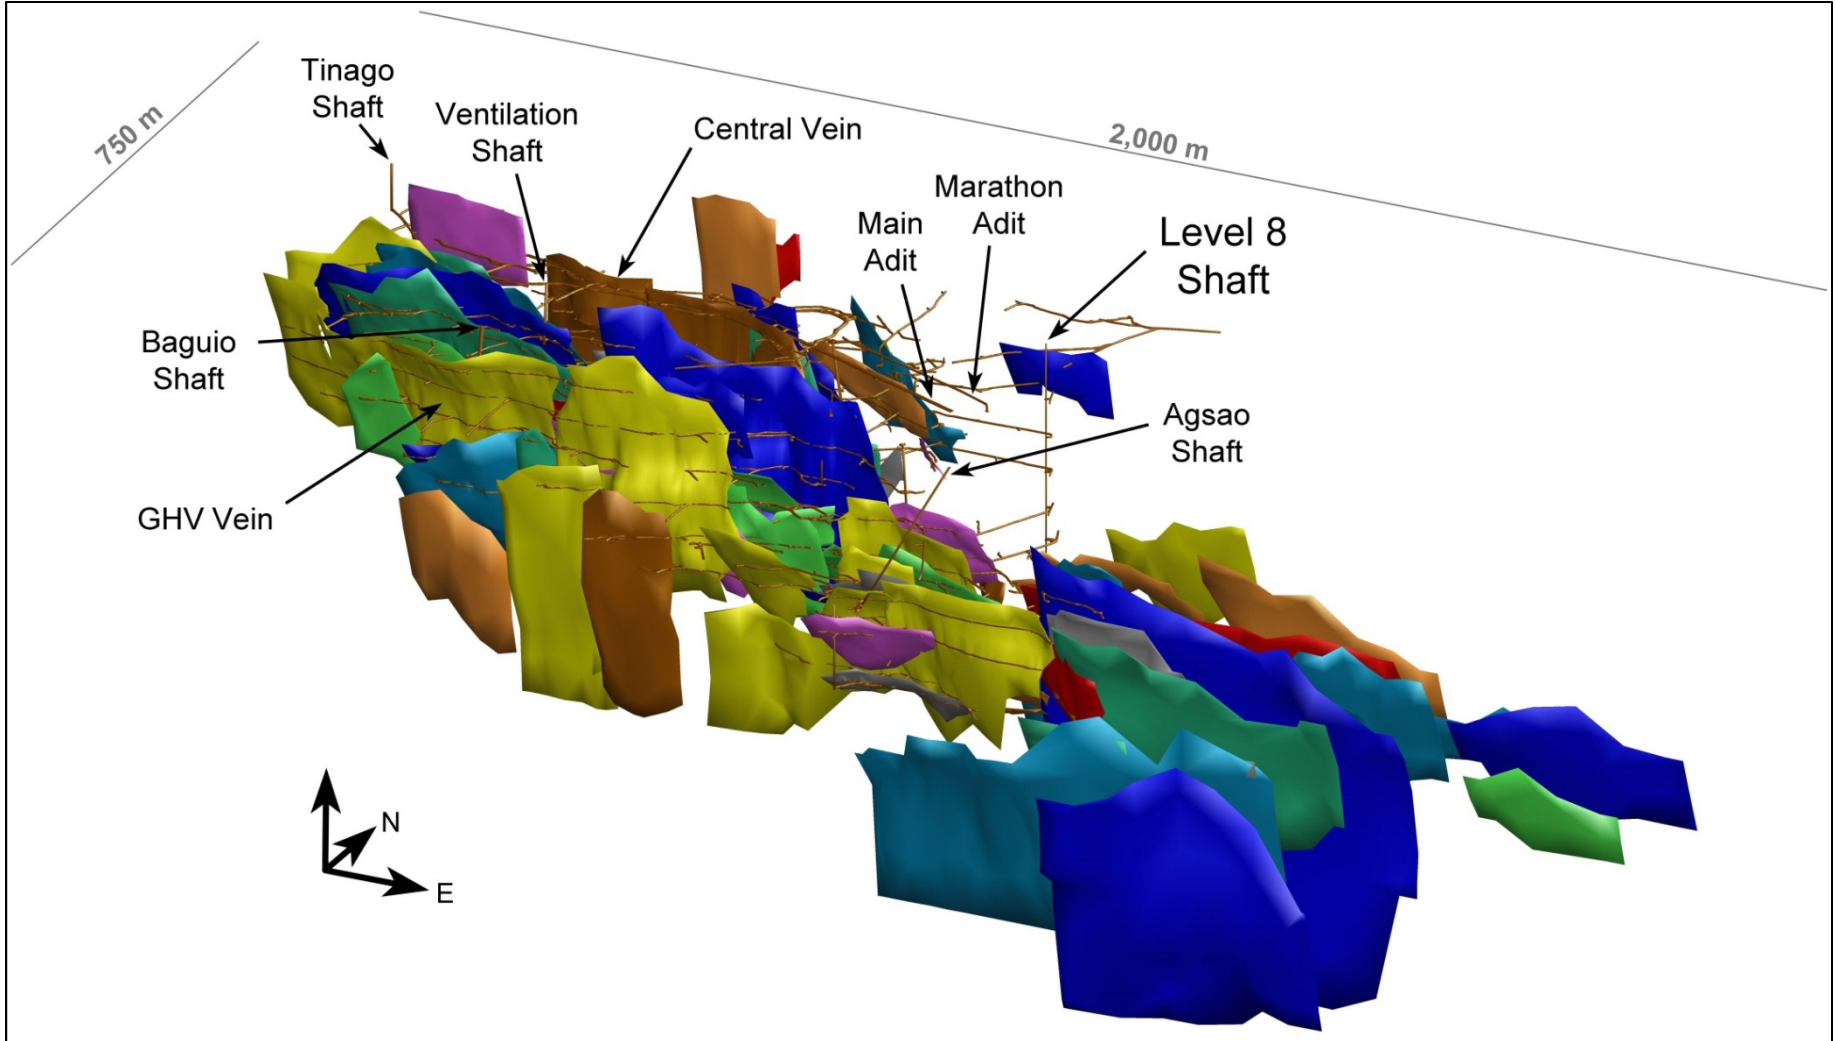 750 m
2,000 m
Tinago
Shaft
Ventilation
Shaft
Central Vein
Main
Adit
Marathon
Adit
Level 8
Shaft
Baguio
Shaft
Agsao
Shaft
GHV Vein
N
E